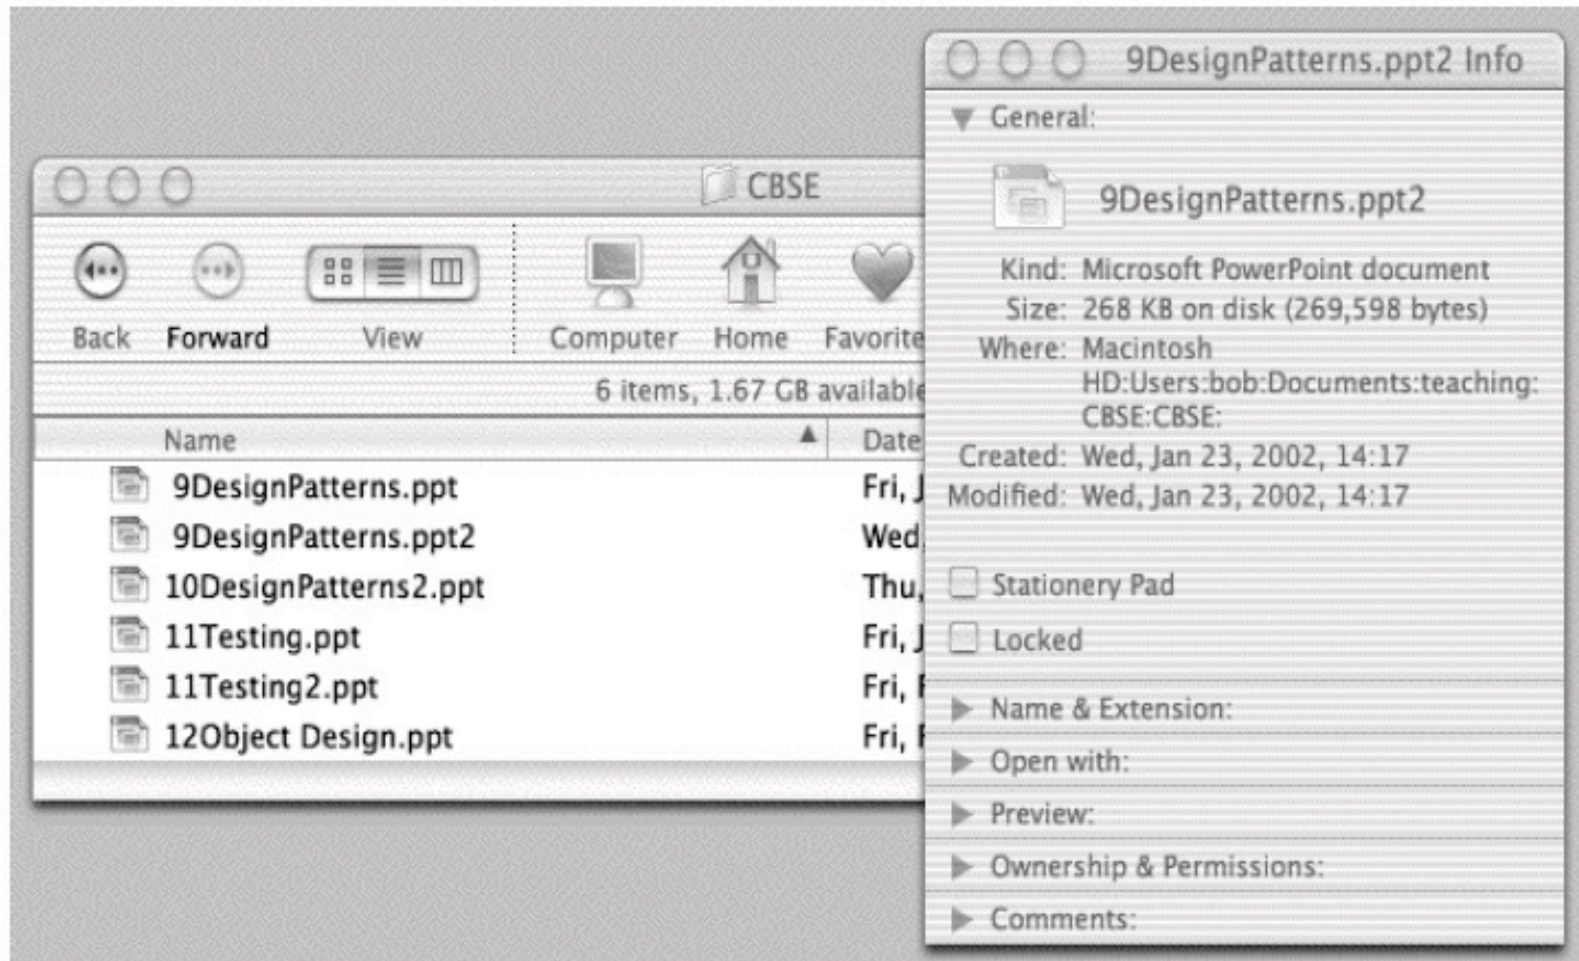 CBSE
Back Forward View Computer Home Favorite
6 items, 1.67 GB available
Name Date
9DesignPatterns.ppt Fri, J
9DesignPatterns.ppt2 Wed,
10DesignPatterns2.ppt Thu,
11Testing.ppt Fri, J
11Testing2.ppt Fri, F
12Object Design.ppt Fri, F
9DesignPatterns.ppt2 Info
General:
9DesignPatterns.ppt2
Kind: Microsoft PowerPoint document
Size: 268 KB on disk (269,598 bytes)
Where: Macintosh
HD:Users:bob:Documents:teaching:
CBSE:CBSE:
Created: Wed, Jan 23, 2002, 14:17
Modified: Wed, Jan 23, 2002, 14:17
Stationery Pad
Locked
Name & Extension:
Open with:
Preview:
Ownership & Permissions:
Comments: